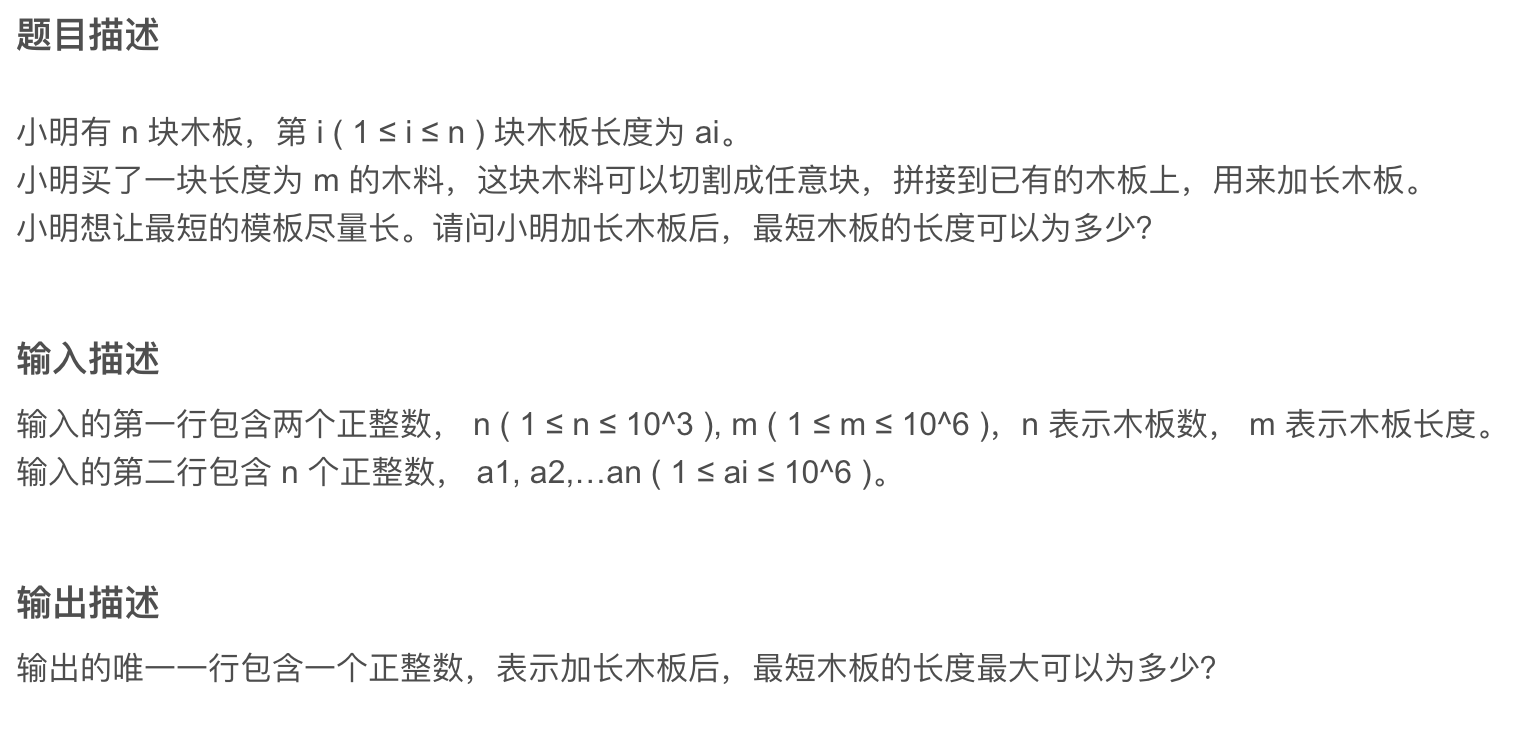 题目描述
小明有 n 块木板，第 i ( 1 ≤ i ≤ n ) 块木板长度为 ai。
小明买了一块长度为 m 的木料，这块木料可以切割成任意块，拼接到已有的木板上，用来加长木板。
小明想让最短的模板尽量长。请问小明加长木板后，最短木板的长度可以为多少？
输入描述
输入的第一行包含两个正整数， n ( 1 ≤ n ≤ 10^3 ), m ( 1 ≤ m ≤ 10^6 )，n 表示木板数， m 表示木板长度。
输入的第二行包含 n 个正整数， a1, a2,…an ( 1 ≤ ai ≤ 10^6 )。
输出描述
输出的唯一一行包含一个正整数，表示加长木板后，最短木板的长度最大可以为多少？